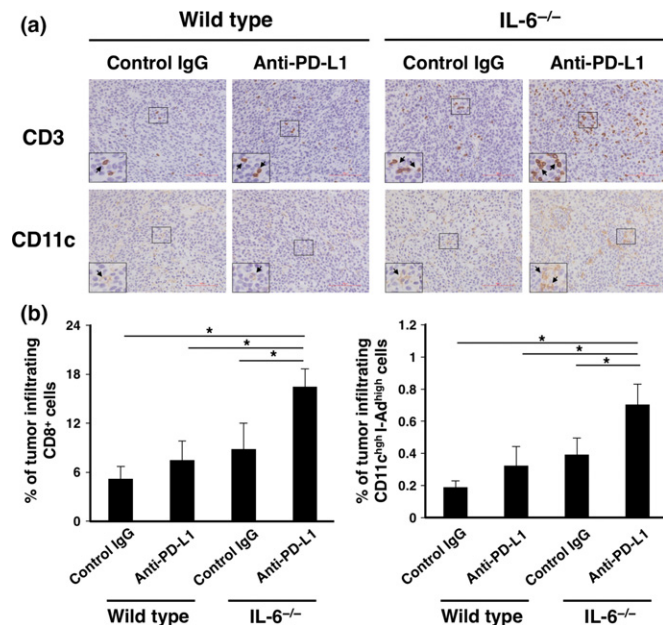 (a)
Wild type
IL-6–/–
Control IgG
Anti-PD-L1
Control IgG
Anti-PD-L1
CD3
CD11c
(b)
24
18
12
6
0
% of tumor infiltrating
CD8+ cells
*
*
*
Control IgG
Anti-PD-L1
Control IgG
Anti-PD-L1
Wild type
IL-6–/–
1.2
1
0.8
0.6
0.4
0.2
0
% of tumor infiltrating
CD11chgh I-Adhigh cells
*
*
*
Control IgG
Anti-PD-L1
Control IgG
Anti-PD-L1
Wild type
IL-6–/–